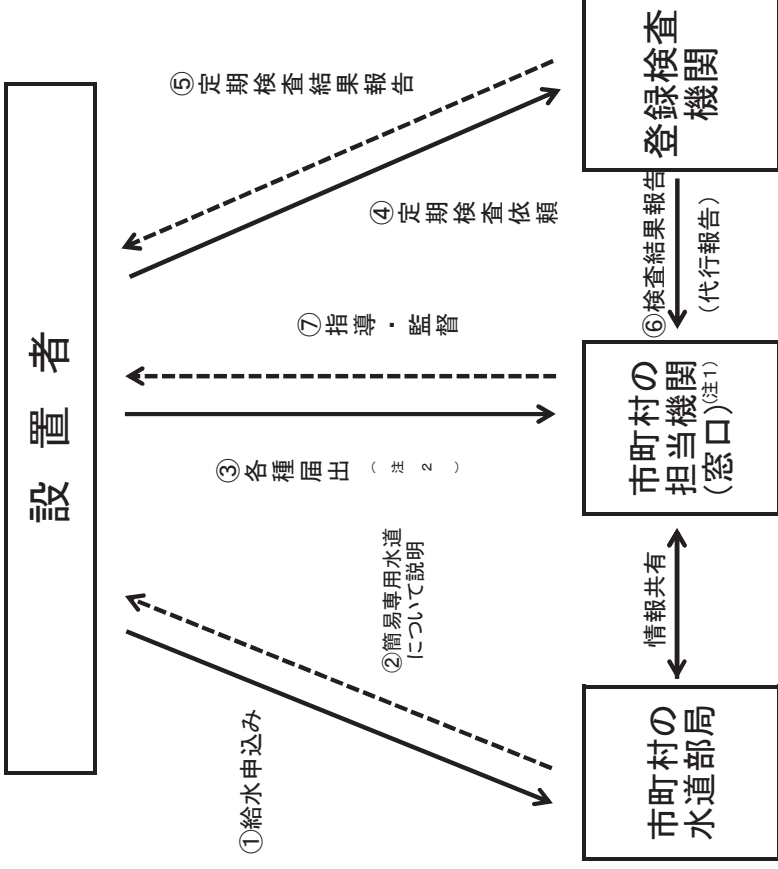 設置者
①給水申込み
②簡易専用水道
について説明
③各種届出（注２）
⑦指導・監督
④定期検査依頼
⑤定期検査結果報告
市町村の
水道部局
情報共有
市町村の
担当機関
(窓口)(注1)
⑥検査結果報告
（代行報告）
登録検査
機関